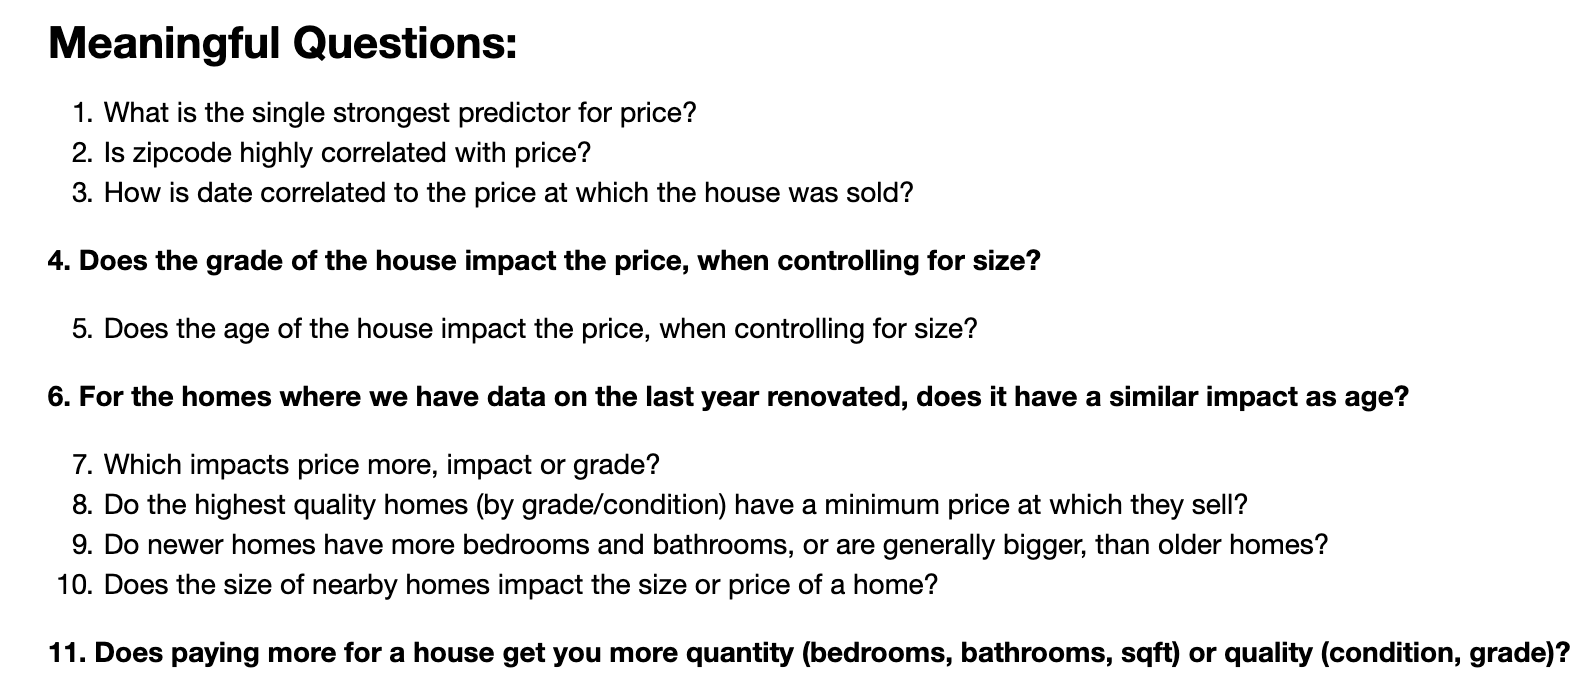 Meaningful Questions:
1. What is the single strongest predictor for price?
2. Is zipcode highly correlated with price?
3. How is date correlated to the price at which the house was sold?
4. Does the grade of the house impact the price, when controlling for size?
5. Does the age of the house impact the price, when controlling for size?
6. For the homes where we have data on the last year renovated, does it have a similar impact as age?
7. Which impacts price more, impact or grade?
8. Do the highest quality homes (by grade/condition) have a minimum price at which they sell?
9. Do newer homes have more bedrooms and bathrooms, or are generally bigger, than older homes?
10. Does the size of nearby homes impact the size or price of a home?
11. Does paying more for a house get you more quantity (bedrooms, bathrooms, sqft) or quality (condition, grade)?